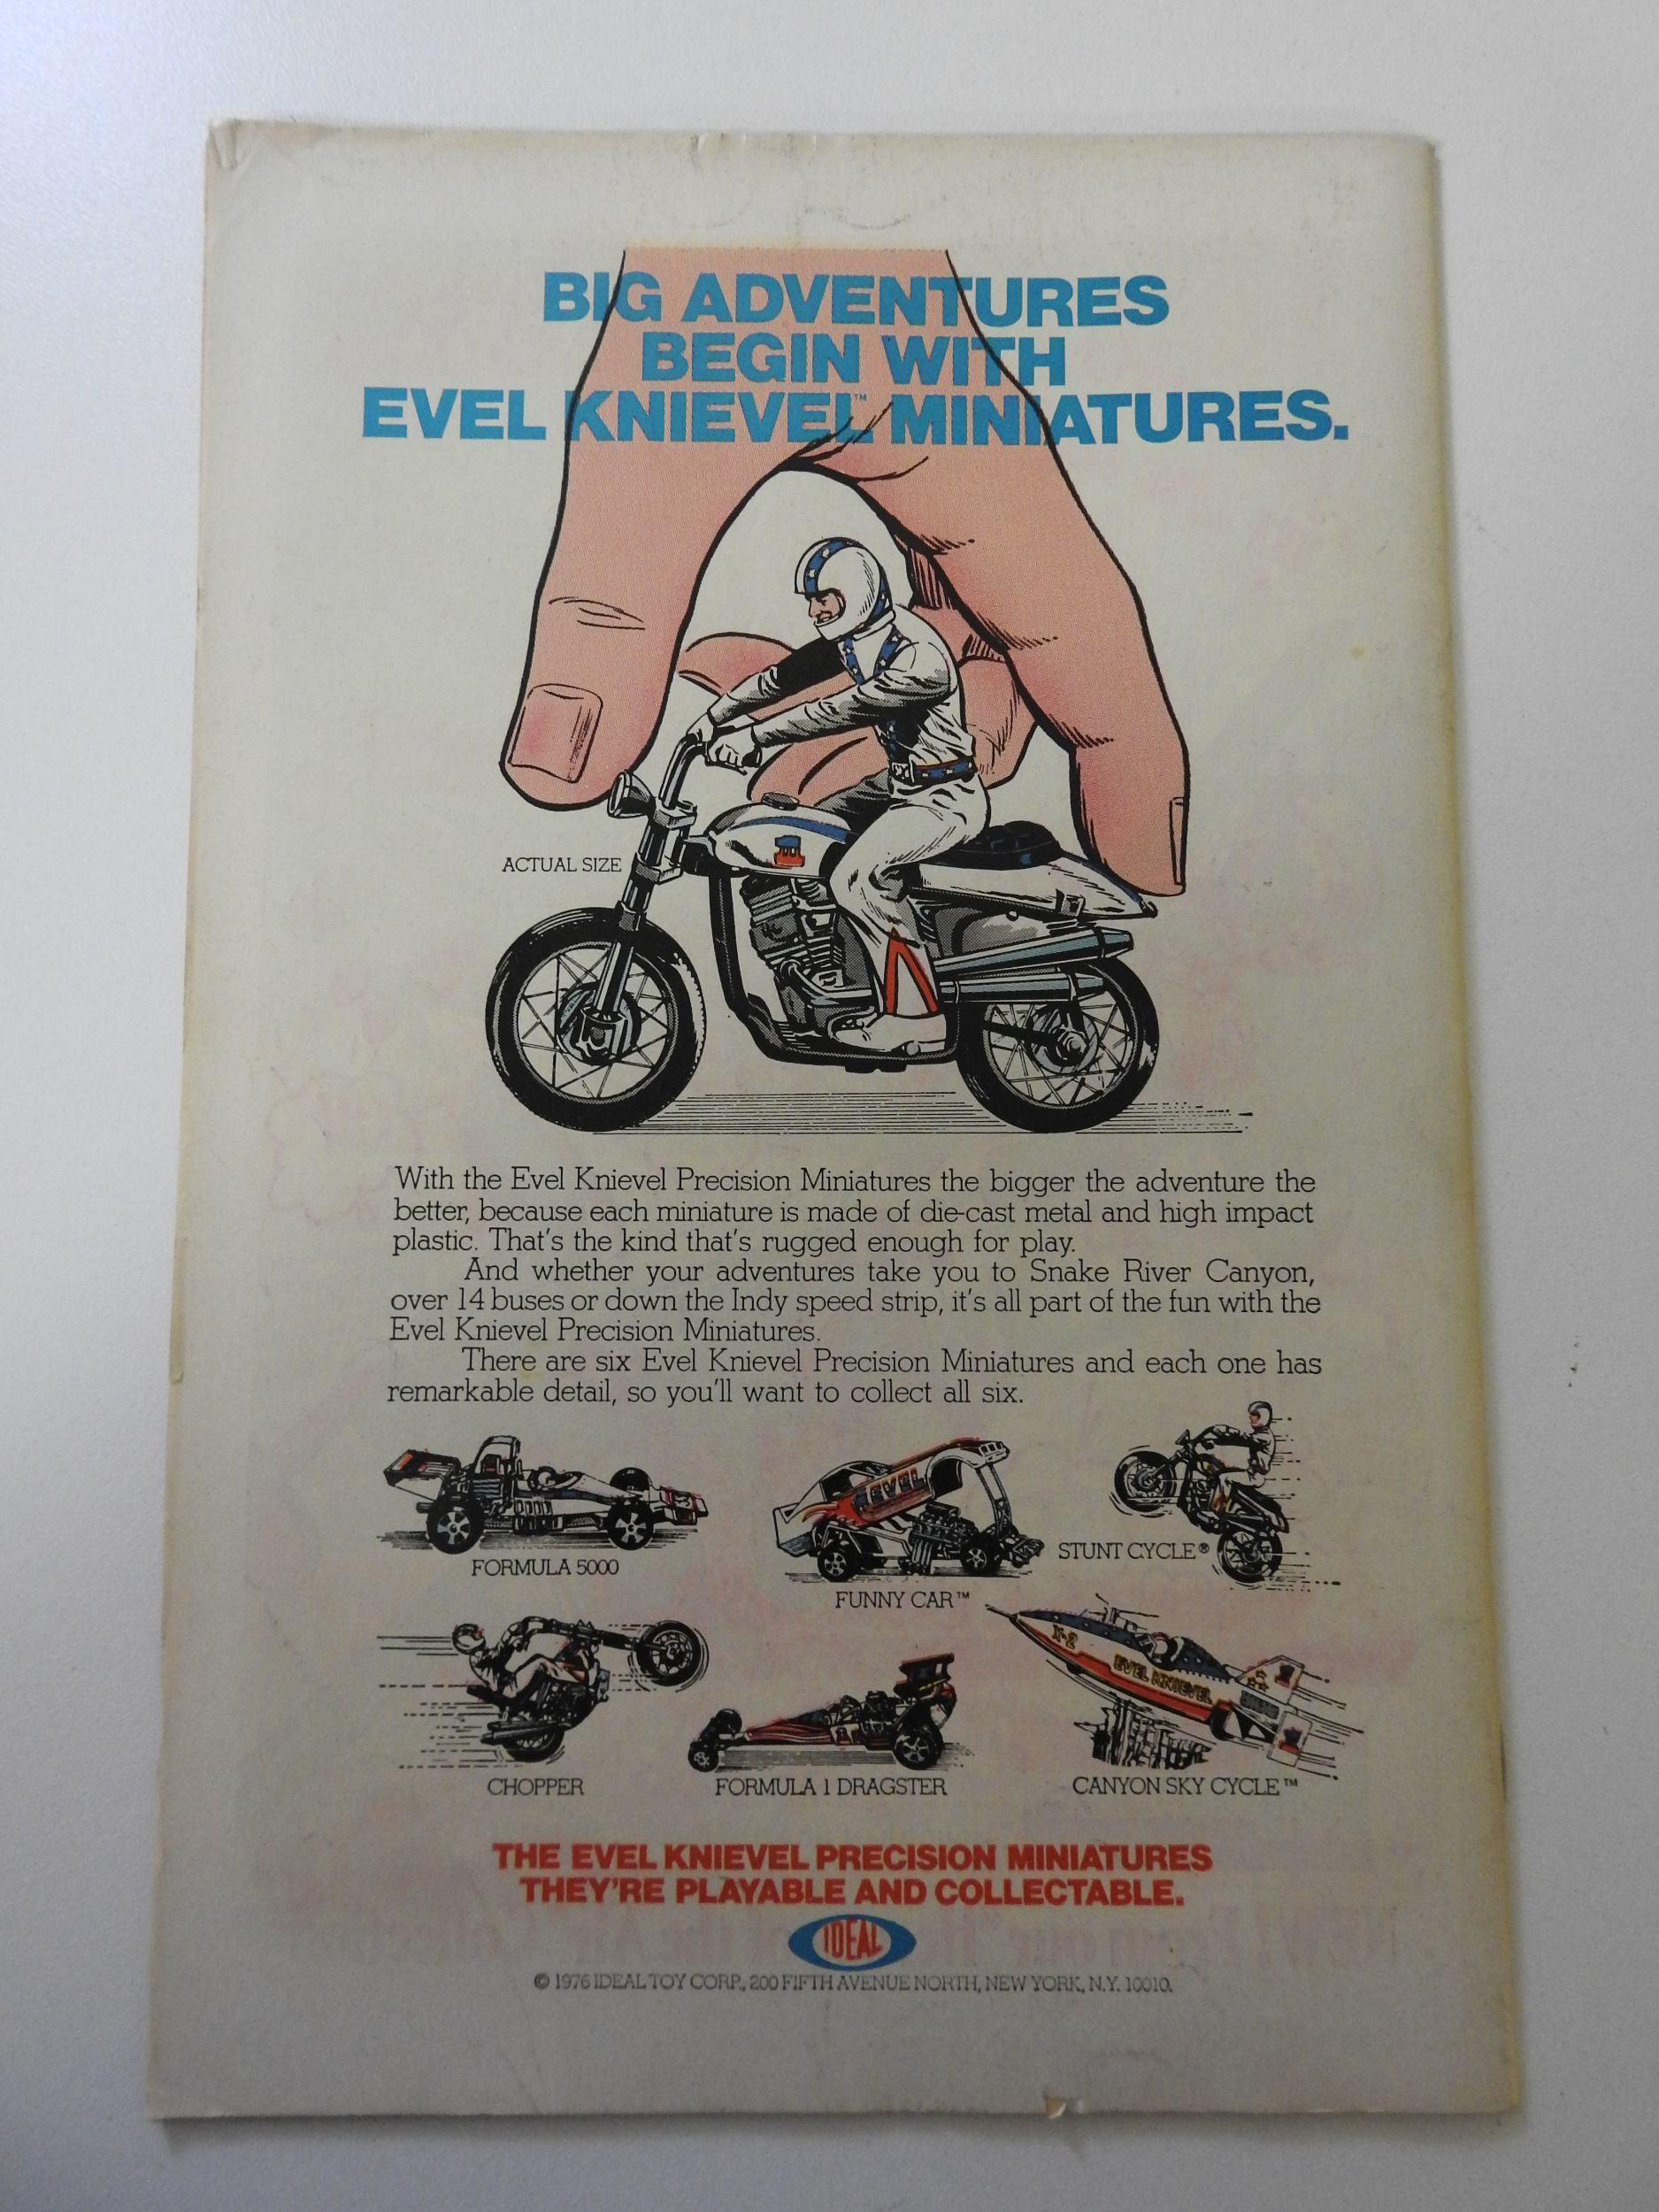 BIG ADVENTURES
BEGIN WITH
EVEL KNIEVEL™ MINIATURES.
ACTUAL SIZE
With the Evel Knievel Precision Miniatures the bigger the adventure the
better, because each miniature is made of die-cast metal and high impact
plastic. That's the kind that's rugged enough for play.
And whether your adventures take you to Snake River Canyon,
over 14 buses or down the Indy speed strip, it's all part of the fun with the
Evel Knievel Precision Miniatures.
There are six Evel Knievel Precision Miniatures and each one has
remarkable detail, so you'll want to collect all six.
EVEL
FORMULA 5000
STUNT CYCLE®
FUNNY CAR™
X-2
EVEL KNIEVEL
CHOPPER
FORMULA 1 DRAGSTER
CANYON SKY CYCLE™
THE EVEL KNIEVEL PRECISION MINIATURES
THEY'RE PLAYABLE AND COLLECTABLE.
IDEAL
© 1976 IDEAL TOY CORP., 200 FIFTH AVENUE NORTH, NEW YORK, N.Y. 10010.